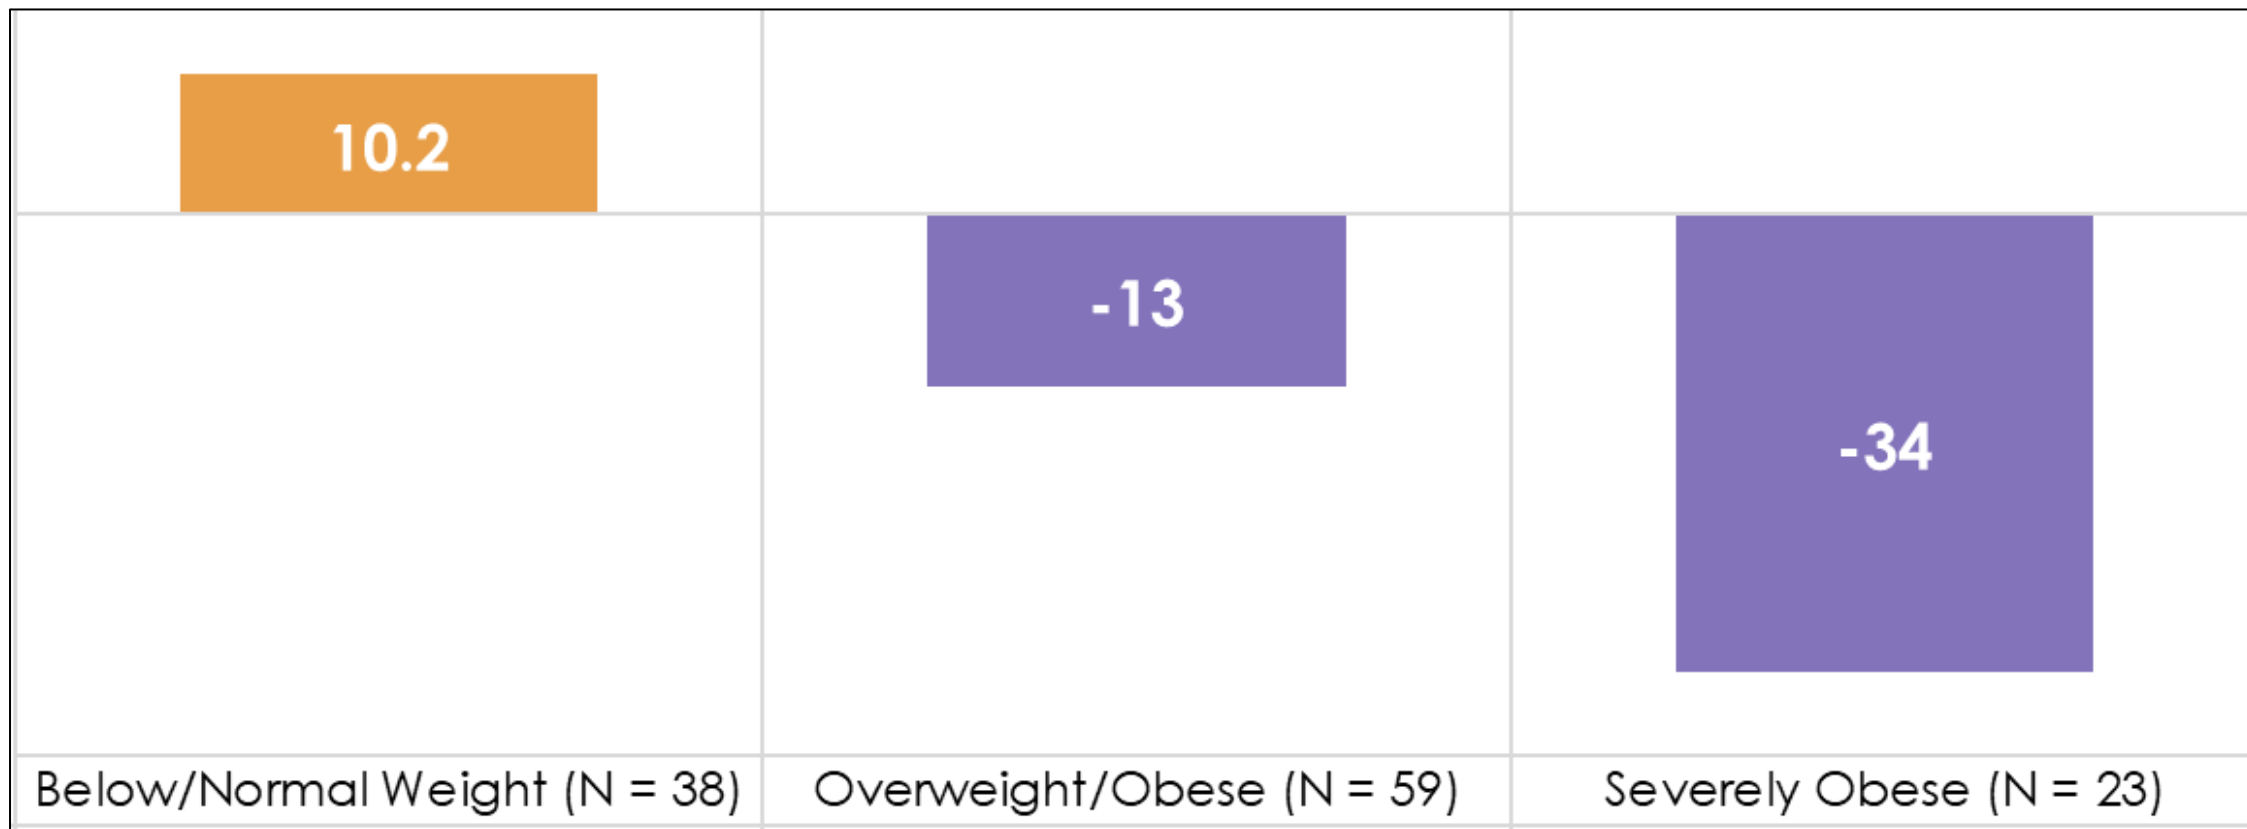 10.2
-13
-34
Below/Normal Weight (N = 38)
Overweight/Obese (N = 59)
Severely Obese (N = 23)